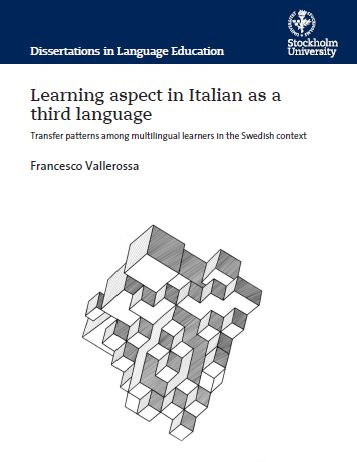 Dissertations in Language Education
Stockholm
University
Learning aspect in Italian as a
third language
Transfer patterns among multilingual learners in the Swedish context
Francesco Vallerossa